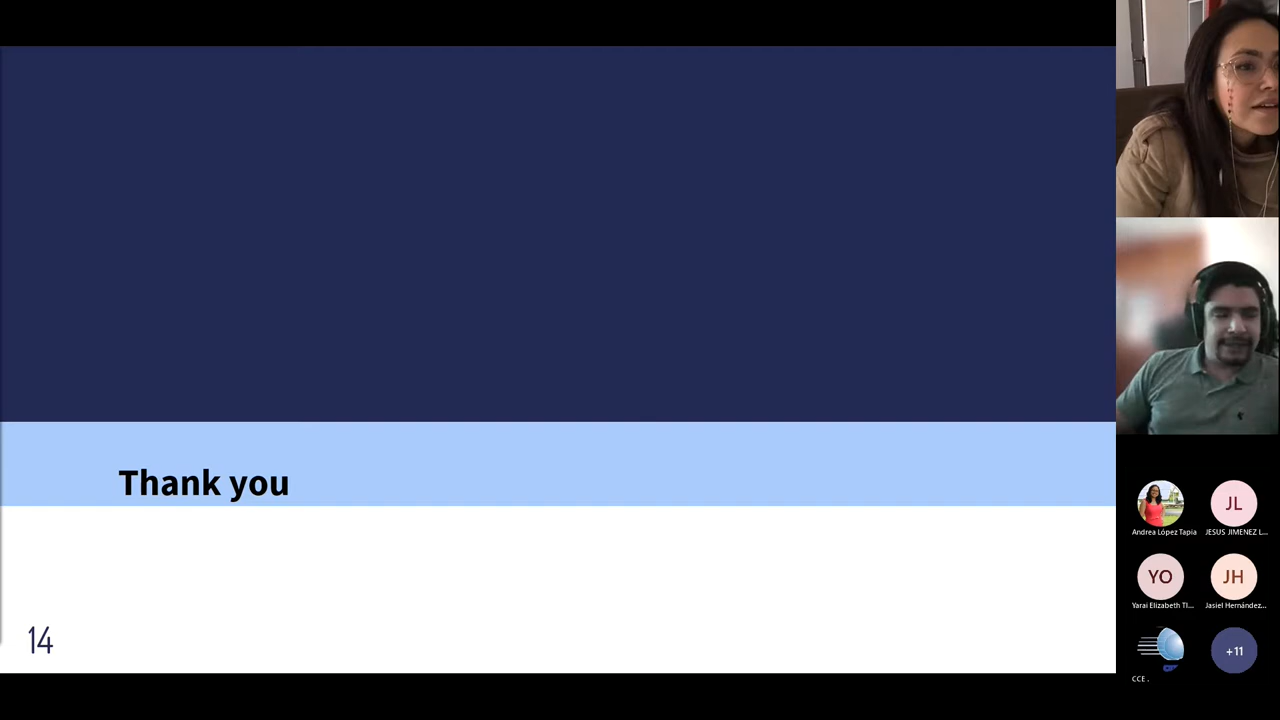 Thank you
14
Andrea López Tapia
JL
JESUS JIMENEZ L...
YO
Yarai Elizabeth Tl...
JH
Jasiel Hernández...
CCE .
+11